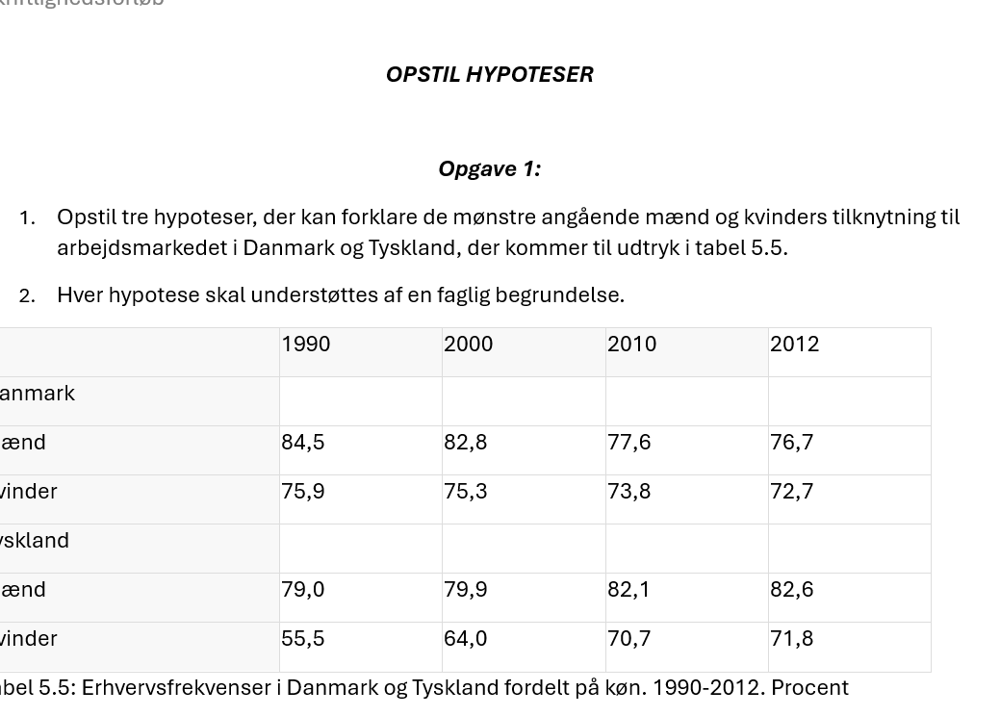 OPSTIL HYPOTESER
Opgave 1:
1. Opstil tre hypoteser, der kan forklare de mønstre angående mænd og kvinders tilknytning til
arbejdsmarkedet i Danmark og Tyskland, der kommer til udtryk i tabel 5.5.
2. Hver hypotese skal understøttes af en faglig begrundelse.
1990 2000 2010 2012
anmark
ænd 84,5 82,8 77,6 76,7
vinder 75,9 75,3 73,8 72,7
yskland
ænd 79,0 79,9 82,1 82,6
vinder 55,5 64,0 70,7 71,8
abel 5.5: Erhvervsfrekvenser i Danmark og Tyskland fordelt på køn. 1990-2012. Procent